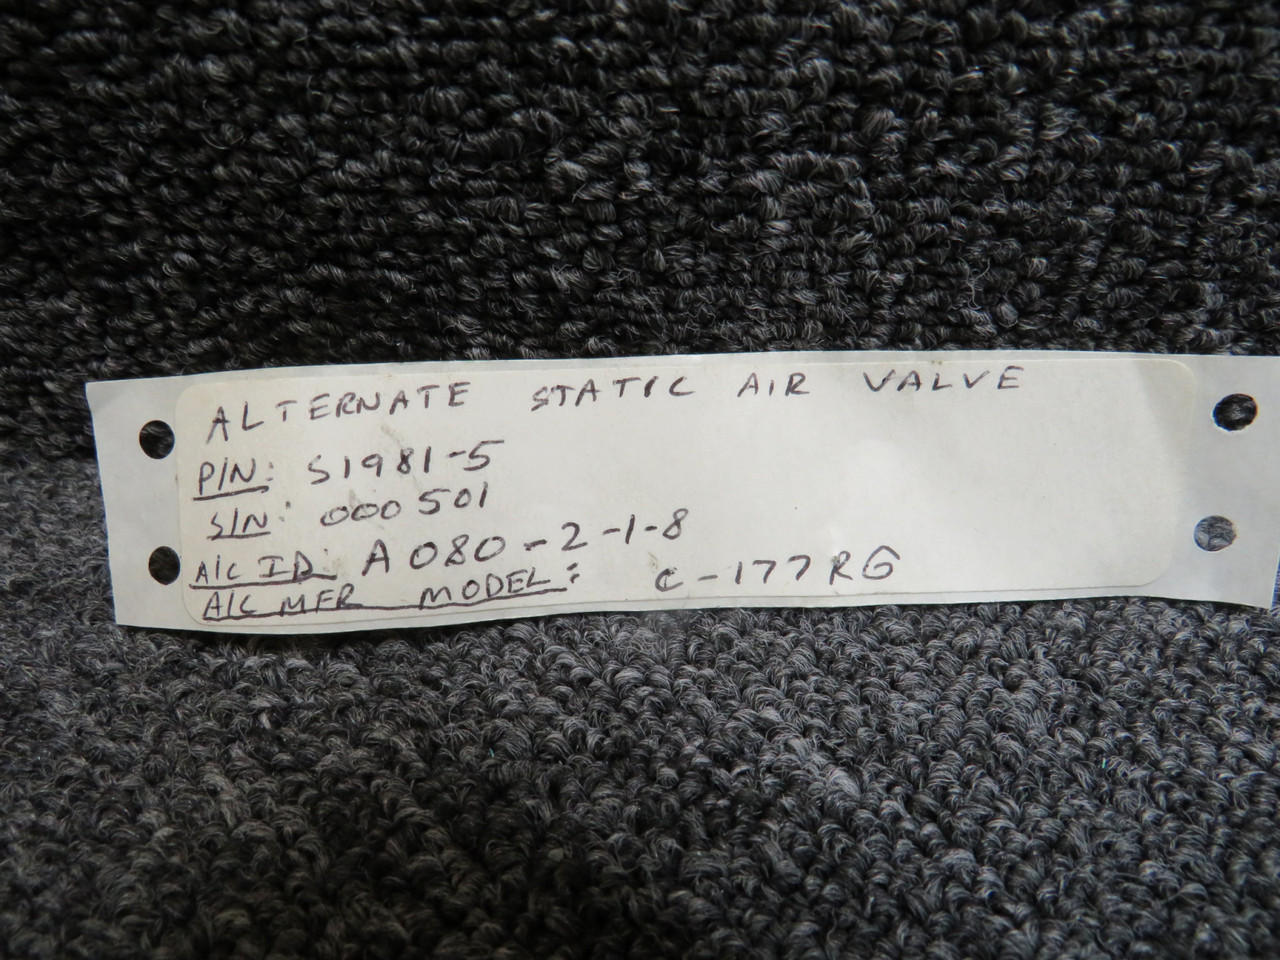 ALTERNATE STATIC AIR VALVE
P/N: S1981-5
S/N: 000501
A/C ID: A080-2-1-8
A/C MFR MODEL: C-177RG